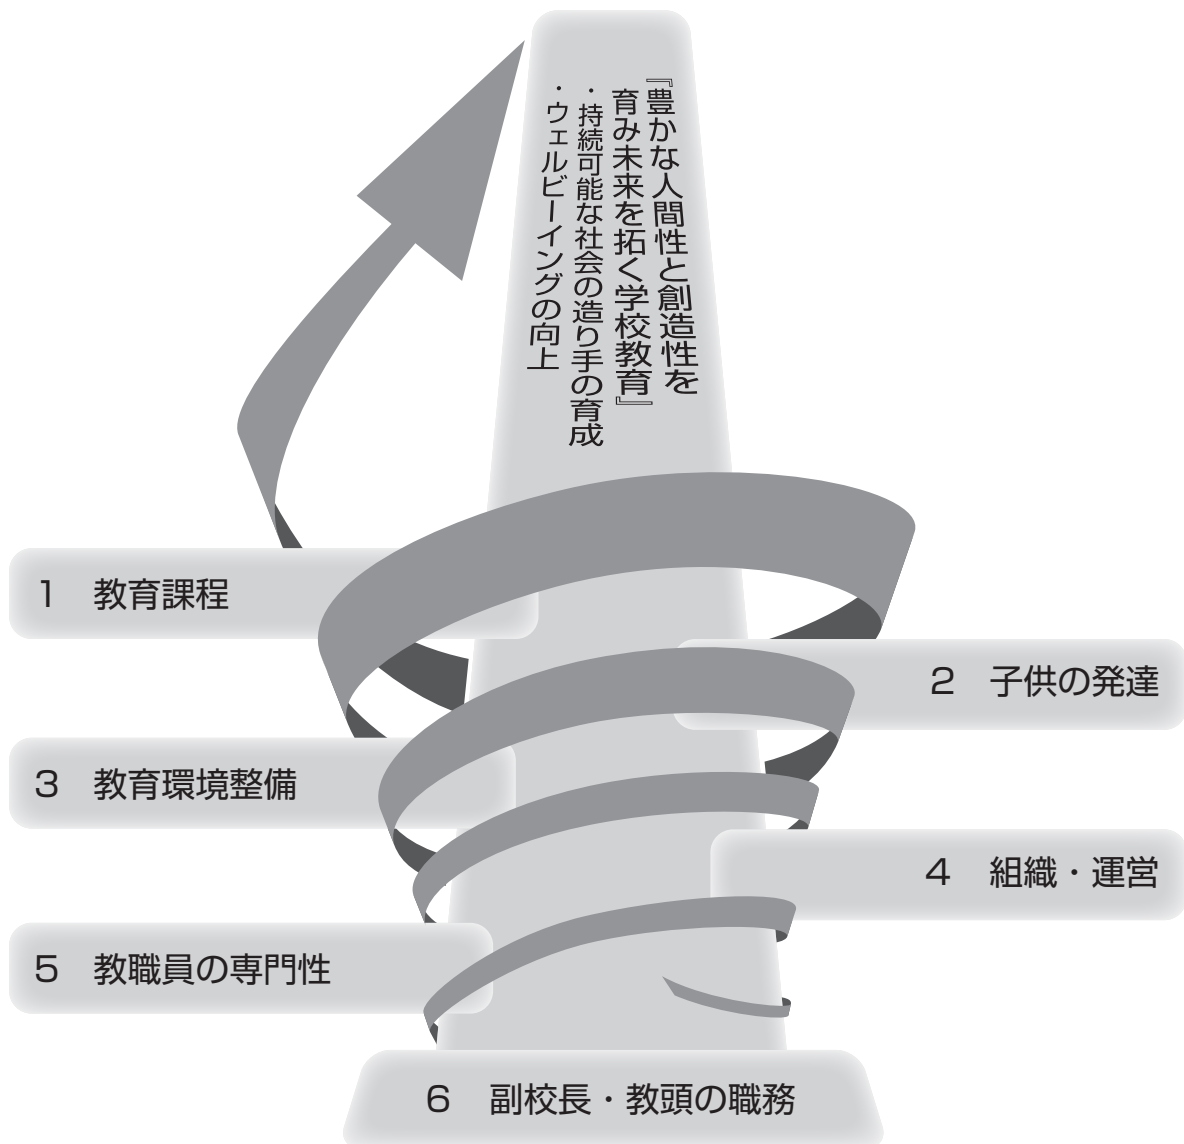 『豊かな人間性と創造性を
育み未来を拓く学校教育』
・持続可能な社会の造り手の育成
・ウェルビーイングの向上
1　教育課程
2　子供の発達
3　教育環境整備
4　組織・運営
5　教職員の専門性
6　副校長・教頭の職務